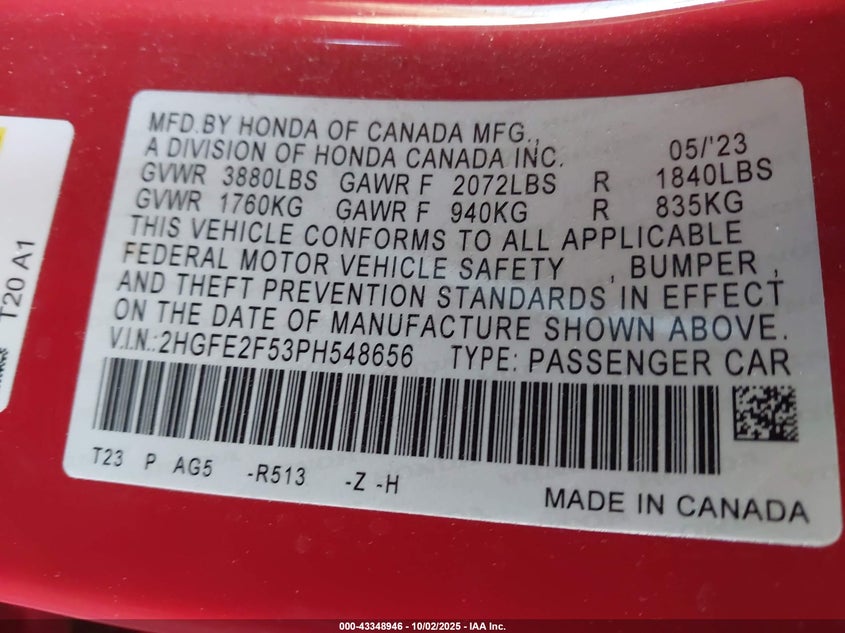 MFD.BY HONDA OF CANADA MFG.,
A DIVISION OF HONDA CANADA INC. 05/'23
GVWR 3880LBS GAWR F 2072LBS R 1840LBS
GVWR 1760KG GAWR F 940KG R 835KG
THIS VEHICLE CONFORMS TO ALL APPLICABLE
FEDERAL MOTOR VEHICLE SAFETY , BUMPER ,
AND THEFT PREVENTION STANDARDS IN EFFECT
ON THE DATE OF MANUFACTURE SHOWN ABOVE.
V.I.N.:2HGFE2F53PH548656 TYPE: PASSENGER CAR
T23 P AG5 -R513 -Z -H
MADE IN CANADA
T20 A1
000-43348946 - 10/02/2025 - IAA Inc.